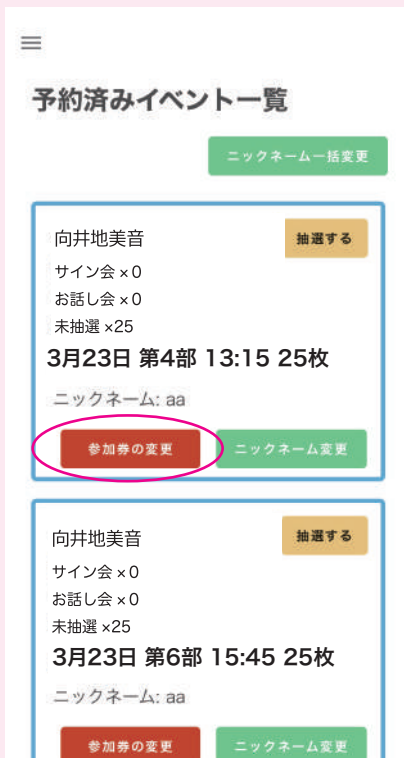 予約済みイベント一覧
ニックネーム一括変更
向井地美音
抽選する
サイン会 ×0
お話し会 ×0
未抽選 ×25
3月23日 第4部 13:15 25枚
ニックネーム: aa
参加券の変更
ニックネーム変更
向井地美音
抽選する
サイン会 ×0
お話し会 ×0
未抽選 ×25
3月23日 第6部 15:45 25枚
ニックネーム: aa
参加券の変更
ニックネーム変更